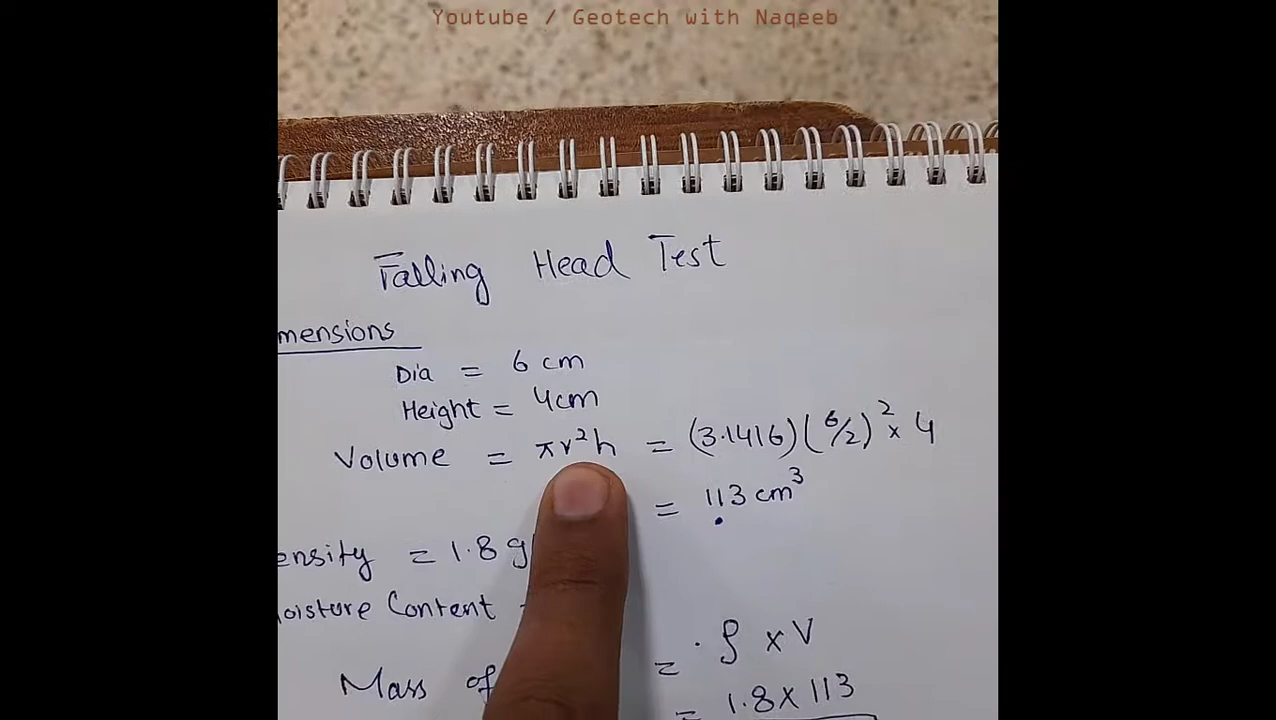 Youtube / Geotech with Naqeeb
Falling Head Test
mensions
Dia = 6 cm
Height = 4cm
Volume = πr²h = (3.1416)(6/2)² × 4
= 113 cm³
ensity = 1.8 g
oisture Content
Mass of = ρ × V
= 1.8 × 113